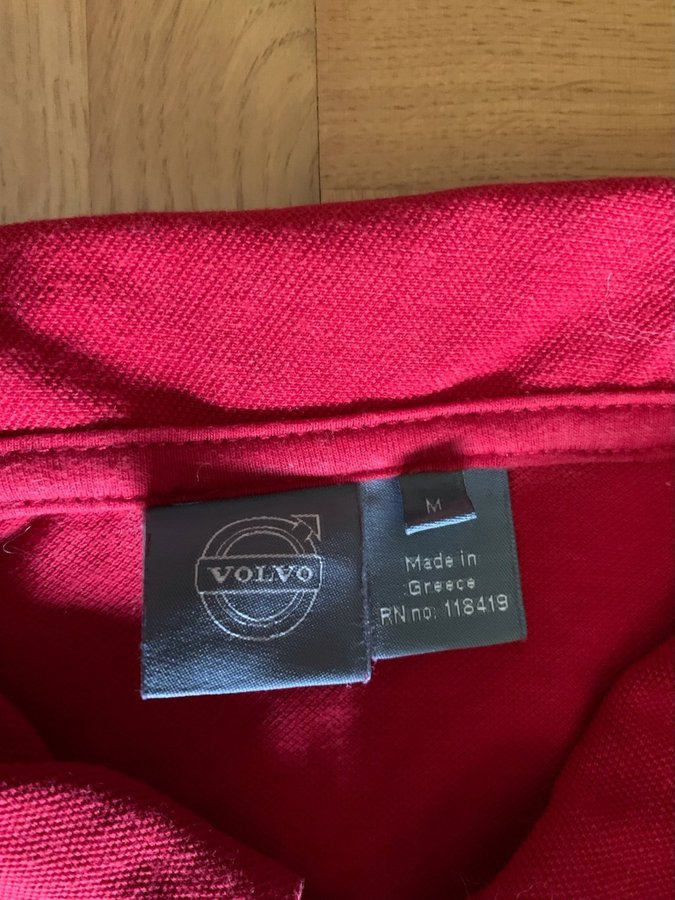 VOLVO
M
Made in
Greece
RN no: 118419